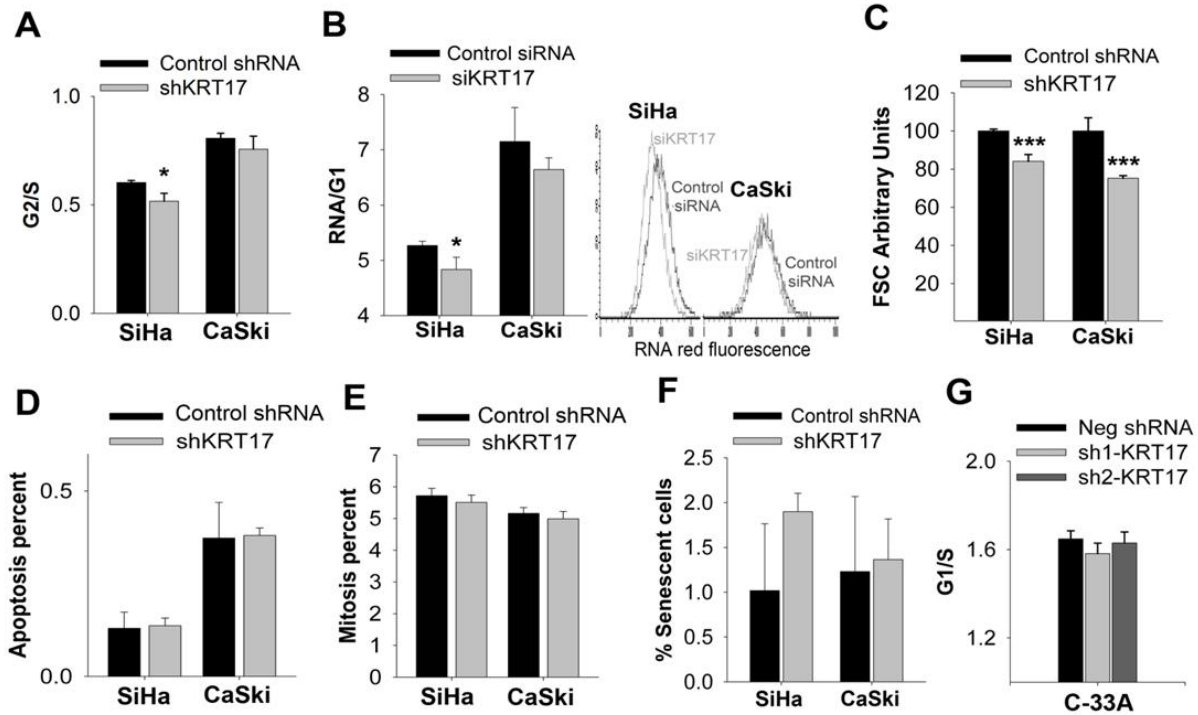 A
Control shRNA
shKRT17
1.0
0.5
0.0
G2/S
*
SiHa
CaSki
B
Control siRNA
siKRT17
8
7
6
5
4
RNA/G1
*
SiHa
CaSki
SiHa
siKRT17
Control
siRNA
CaSki
siKRT17
Control
siRNA
RNA red fluorescence
C
Control shRNA
shKRT17
120
100
80
60
40
20
FSC Arbitrary Units
***
***
SiHa
CaSki
D
Control shRNA
shKRT17
0.5
0.0
Apoptosis percent
SiHa
CaSki
E
Control shRNA
shKRT17
7
6
5
4
3
2
1
0
Mitosis percent
SiHa
CaSki
F
Control shRNA
shKRT17
2.5
2.0
1.5
1.0
0.5
0.0
% Senescent cells
SiHa
CaSki
G
Neg shRNA
sh1-KRT17
sh2-KRT17
2.0
1.6
1.2
G1/S
C-33A